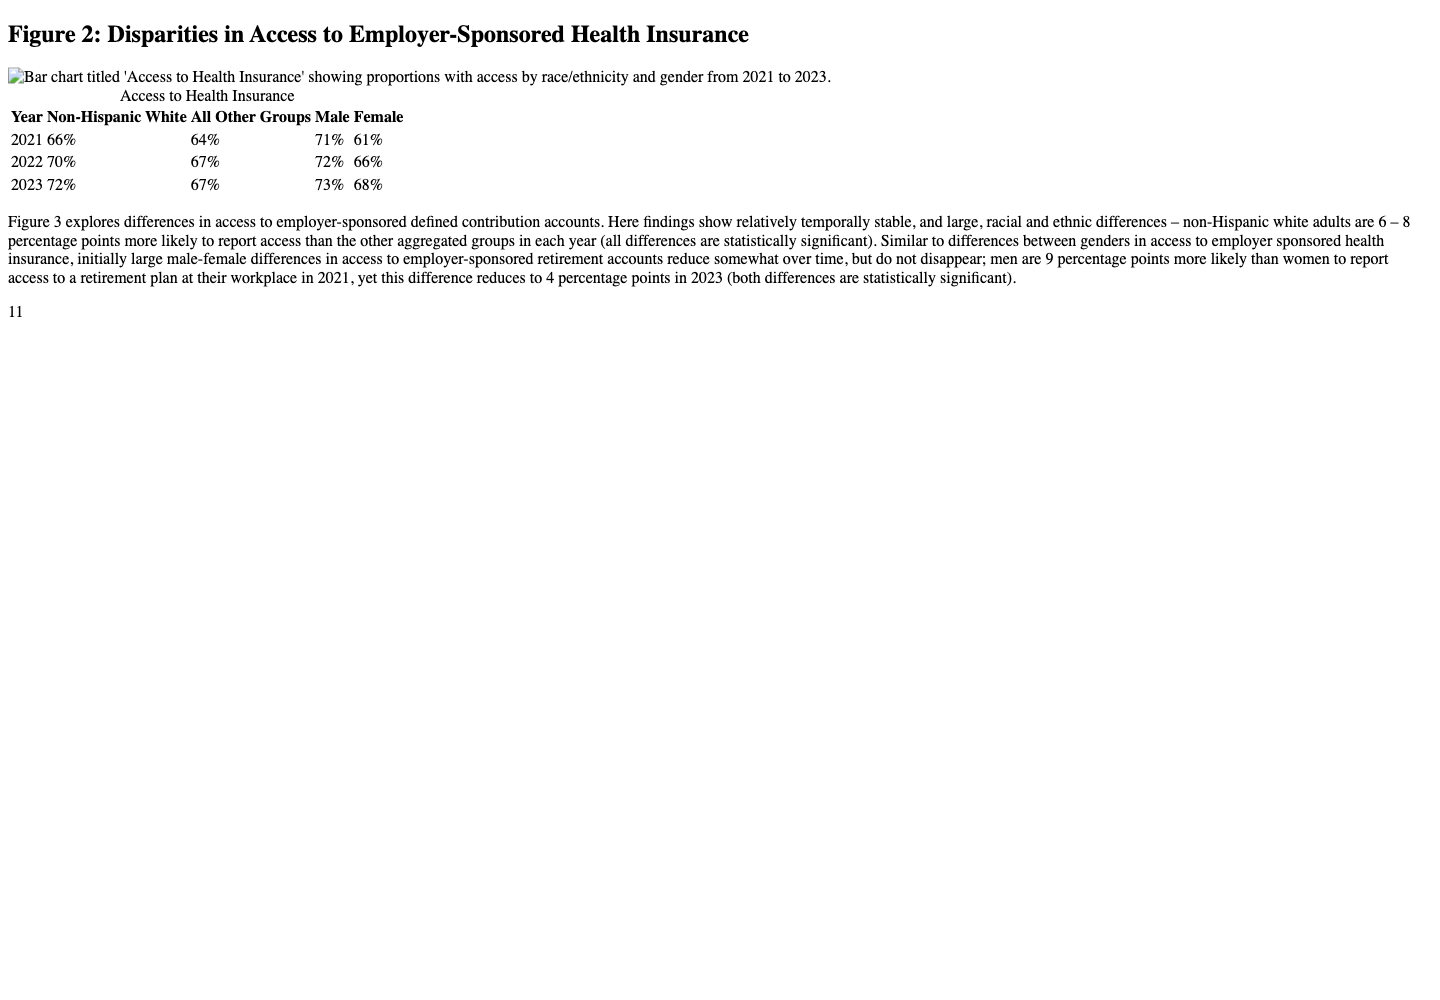 Figure 2: Disparities in Access to Employer-Sponsored Health Insurance
Bar chart titled 'Access to Health Insurance' showing proportions with access by race/ethnicity and gender from 2021 to 2023.
Access to Health Insurance
Year Non-Hispanic White All Other Groups Male Female
2021 66% 64% 71% 61%
2022 70% 67% 72% 66%
2023 72% 67% 73% 68%
Figure 3 explores differences in access to employer-sponsored defined contribution accounts. Here findings show relatively temporally stable, and large, racial and ethnic differences – non-Hispanic white adults are 6 – 8
percentage points more likely to report access than the other aggregated groups in each year (all differences are statistically significant). Similar to differences between genders in access to employer sponsored health
insurance, initially large male-female differences in access to employer-sponsored retirement accounts reduce somewhat over time, but do not disappear; men are 9 percentage points more likely than women to report
access to a retirement plan at their workplace in 2021, yet this difference reduces to 4 percentage points in 2023 (both differences are statistically significant).
11